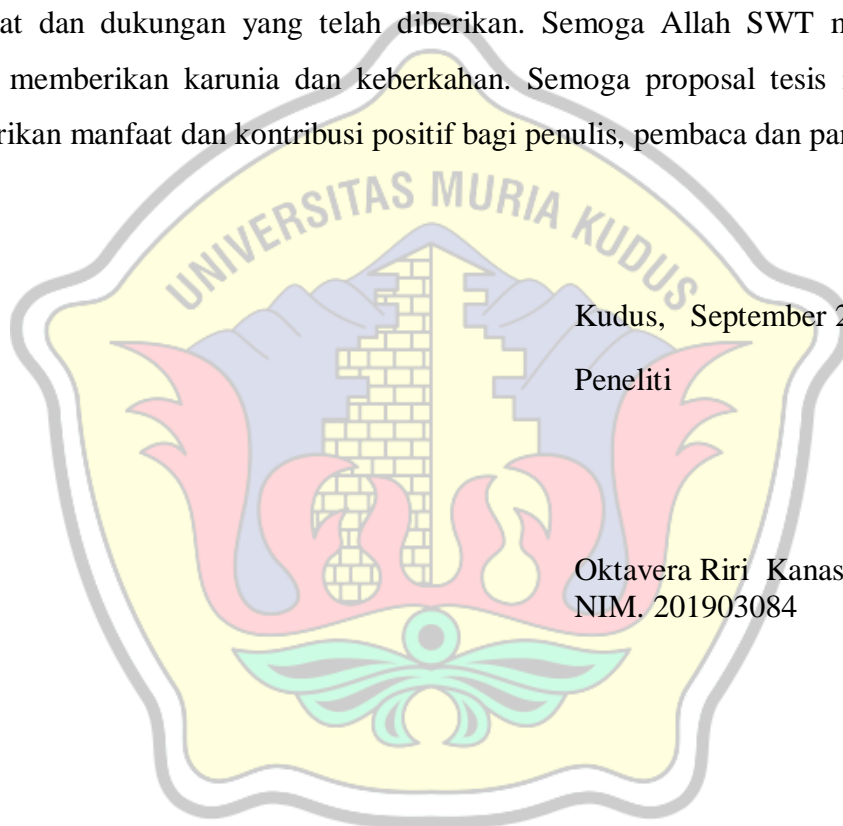 at dan dukungan yang telah diberikan. Semoga Allah SWT
memberikan karunia dan keberkahan. Semoga proposal tesis
rikan manfaat dan kontribusi positif bagi penulis, pembaca dan par
UNIVERSITAS MURIA KUDUS
Kudus, September 2
Peneliti
Oktavera Riri Kanas
NIM. 201903084